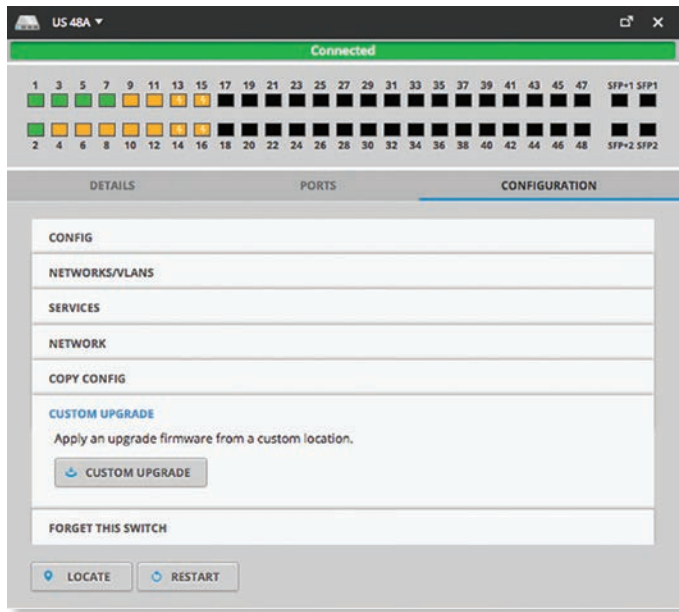 US 48A
Connected
1 3 5 7 9 11 13 15 17 19 21 23 25 27 29 31 33 35 37 39 41 43 45 47 SFP+1 SFP1
2 4 6 8 10 12 14 16 18 20 22 24 26 28 30 32 34 36 38 40 42 44 46 48 SFP+2 SFP2
DETAILS PORTS CONFIGURATION
CONFIG
NETWORKS/VLANS
SERVICES
NETWORK
COPY CONFIG
CUSTOM UPGRADE
Apply an upgrade firmware from a custom location.
CUSTOM UPGRADE
FORGET THIS SWITCH
LOCATE RESTART